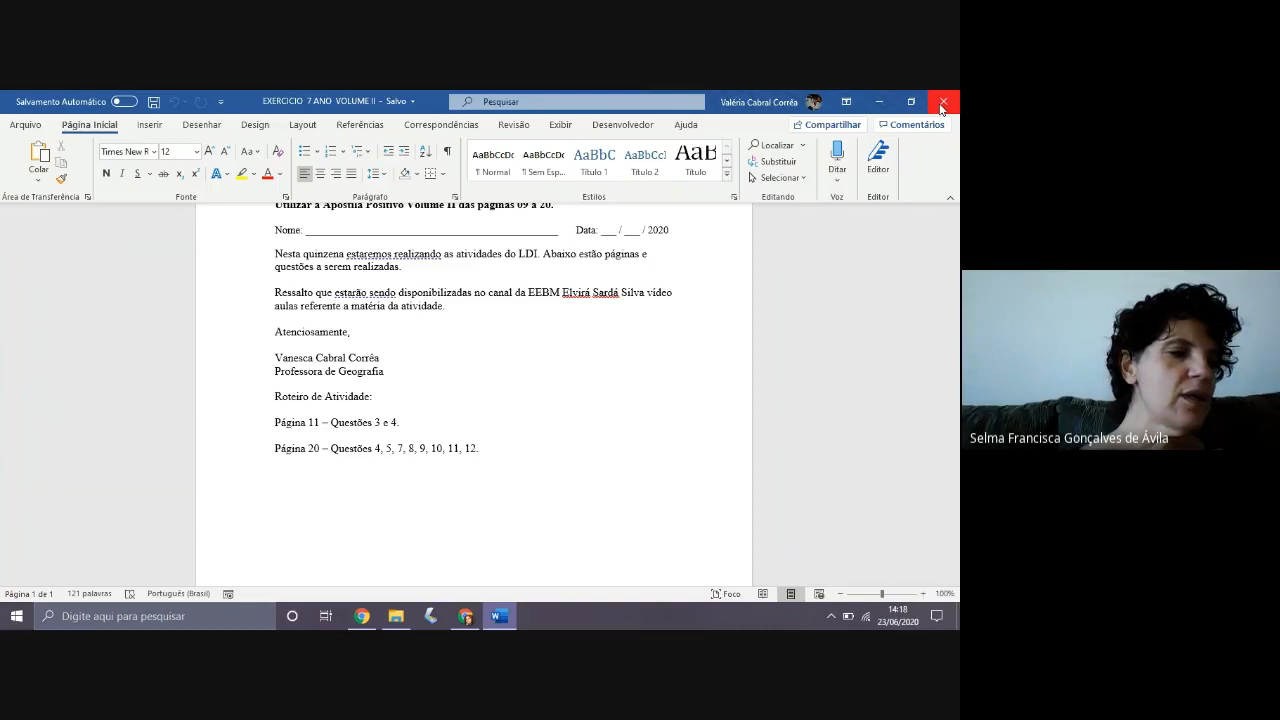 Salvamento Automático
EXERCICIO 7 ANO VOLUME II - Salvo
Pesquisar
Valéria Cabral Corrêa
Arquivo Página Inicial Inserir Desenhar Design Layout Referências Correspondências Revisão Exibir Desenvolvedor Ajuda Compartilhar Comentários
Colar
Times New R 12
AaBbCcDc AaBbCcDc AaBbC AaBbCcI AaB
¶ Normal ¶ Sem Esp... Título 1 Título 2 Título
Localizar
Substituir
Selecionar
Ditar
Editor
Área de Transferência Fonte Parágrafo Estilos Editando Voz Editor
Utilizar a Apostila Positivo Volume II das páginas 09 a 20.
Nome: ______________________ Data: ___ / ___ / 2020
Nesta quinzena estaremos realizando as atividades do LDI. Abaixo estão páginas e
questões a serem realizadas.
Ressalto que estarão sendo disponibilizadas no canal da EEBM Elvirá Sardá Silva vídeo
aulas referente a matéria da atividade.
Atenciosamente,
Vanesca Cabral Corrêa
Professora de Geografia
Roteiro de Atividade:
Página 11 – Questões 3 e 4.
Página 20 – Questões 4, 5, 7, 8, 9, 10, 11, 12.
Selma Francisca Gonçalves de Ávila
Página 1 de 1 121 palavras Português (Brasil) Foco 100%
Digite aqui para pesquisar
14:18
23/06/2020